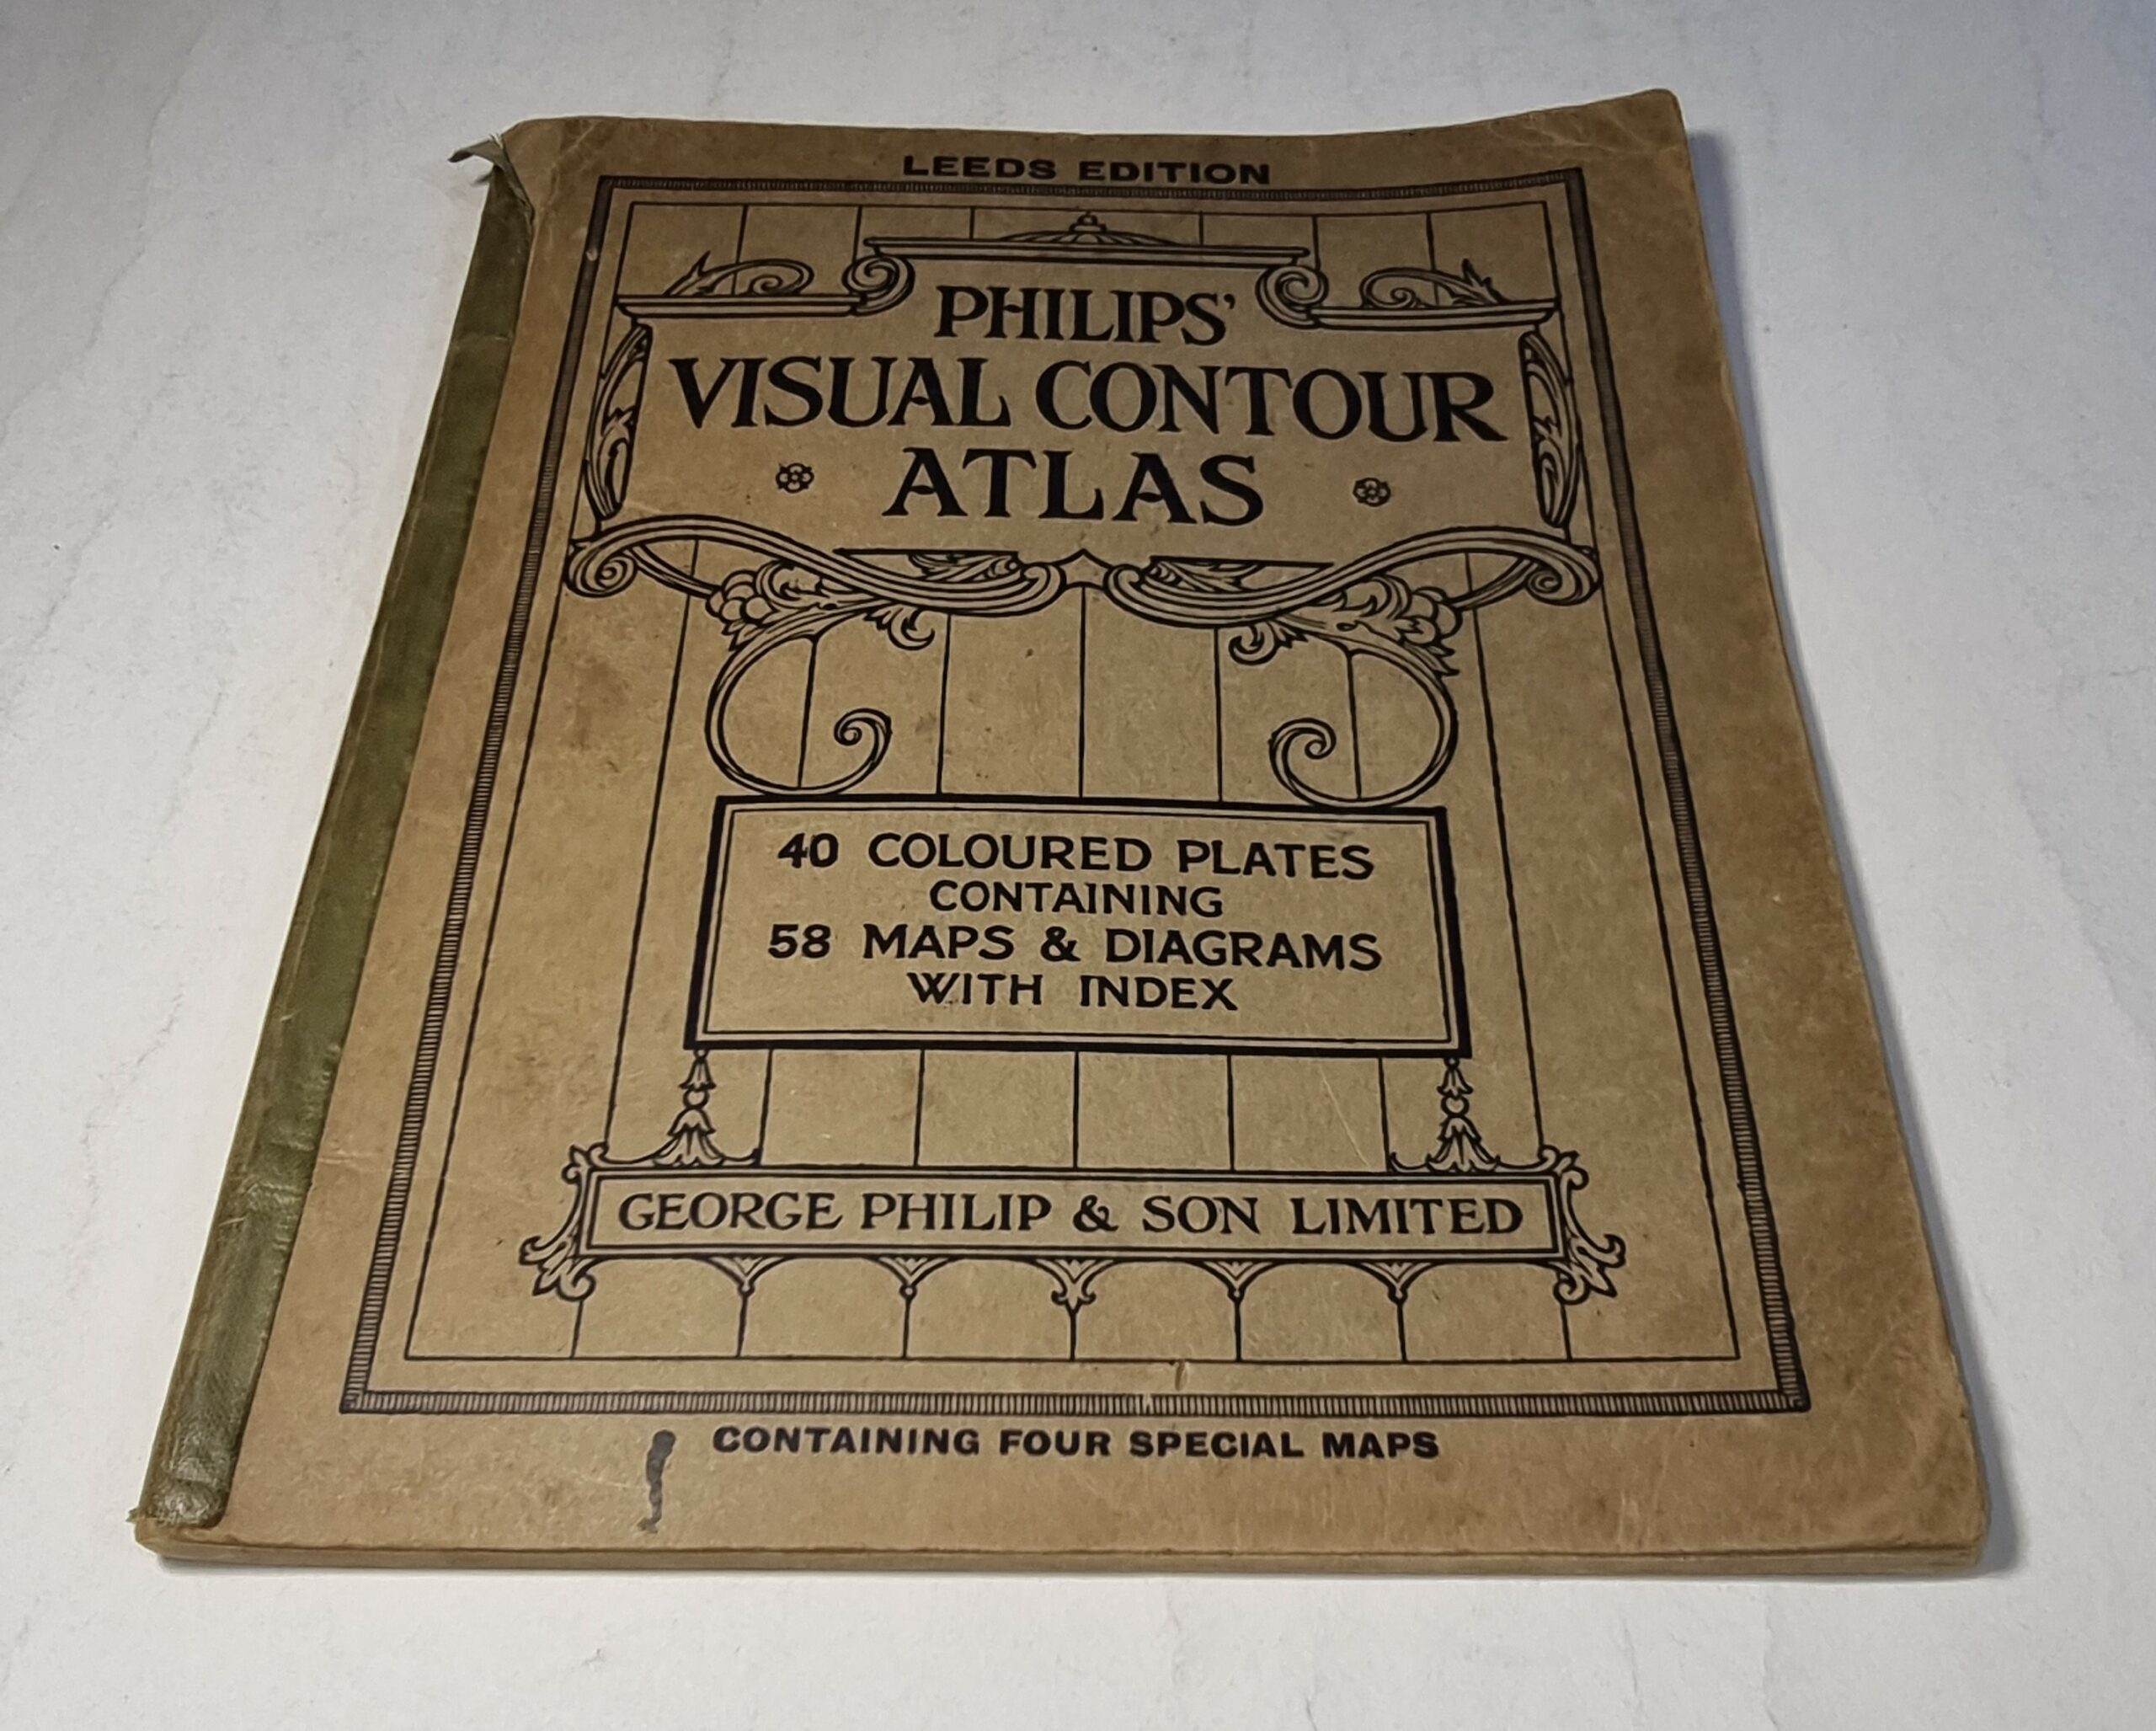 LEEDS EDITION
PHILIPS'
VISUAL CONTOUR
ATLAS
40 COLOURED PLATES
CONTAINING
58 MAPS & DIAGRAMS
WITH INDEX
GEORGE PHILIP & SON LIMITED
CONTAINING FOUR SPECIAL MAPS